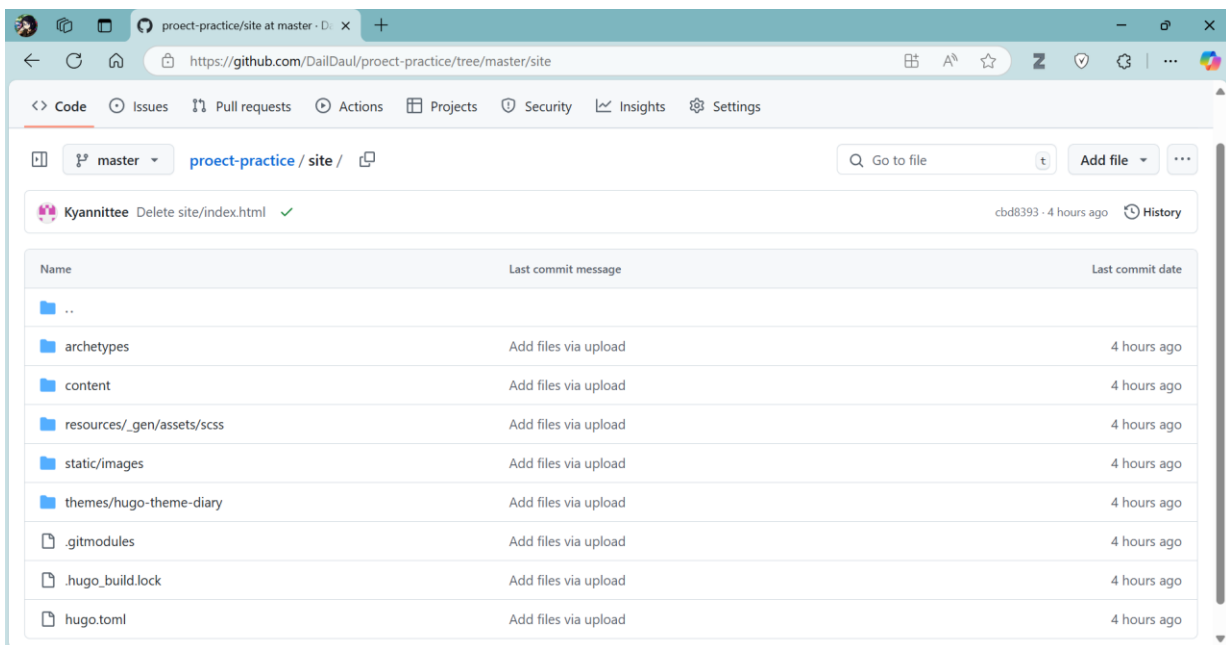 proect-practice/site at master · Da
https://github.com/DailDaul/proect-practice/tree/master/site
Code Issues Pull requests Actions Projects Security Insights Settings
master proect-practice / site / Go to file t Add file ...
Kyannittee Delete site/index.html cbd8393 · 4 hours ago History
Name Last commit message Last commit date
..
archetypes Add files via upload 4 hours ago
content Add files via upload 4 hours ago
resources/_gen/assets/scss Add files via upload 4 hours ago
static/images Add files via upload 4 hours ago
themes/hugo-theme-diary Add files via upload 4 hours ago
.gitmodules Add files via upload 4 hours ago
.hugo_build.lock Add files via upload 4 hours ago
hugo.toml Add files via upload 4 hours ago